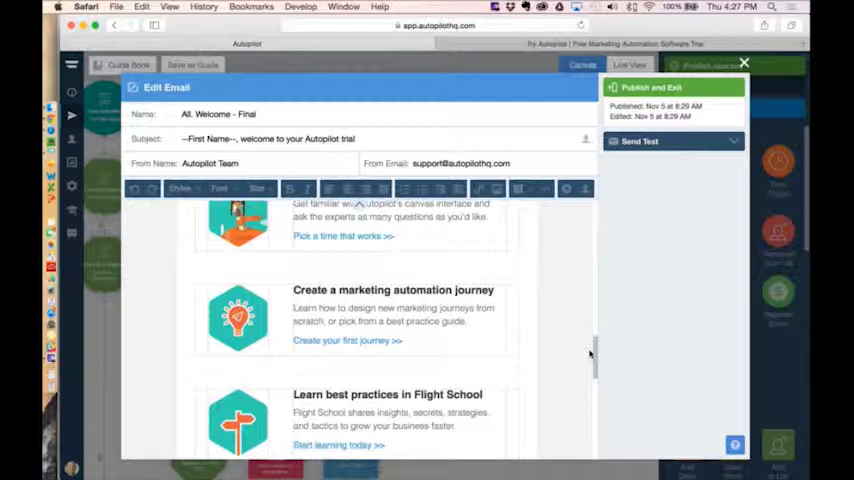 Safari File Edit View History Bookmarks Develop Window Help
100% Thu 4:27 PM
app.autopilothq.com
Autopilot
Try Autopilot | Free Marketing Automation Software Trial
Guide Book
Save as Guide
Canvas
Live View
Edit Email
Publish and Exit
Name: All. Welcome - Final
Published: Nov 5 at 8:29 AM
Edited: Nov 5 at 8:29 AM
Subject: --First Name--, welcome to your Autopilot trial
Send Test
From Name: Autopilot Team
From Email: support@autopilothq.com
Styles
Font
Size
B I
Get familiar with Autopilot's canvas interface and
ask the experts as many questions as you'd like.
Pick a time that works >>
Create a marketing automation journey
Learn how to design new marketing journeys from
scratch, or pick from a best practice guide.
Create your first journey >>
Learn best practices in Flight School
Flight School shares insights, secrets, strategies,
and tactics to grow your business faster.
Start learning today >>